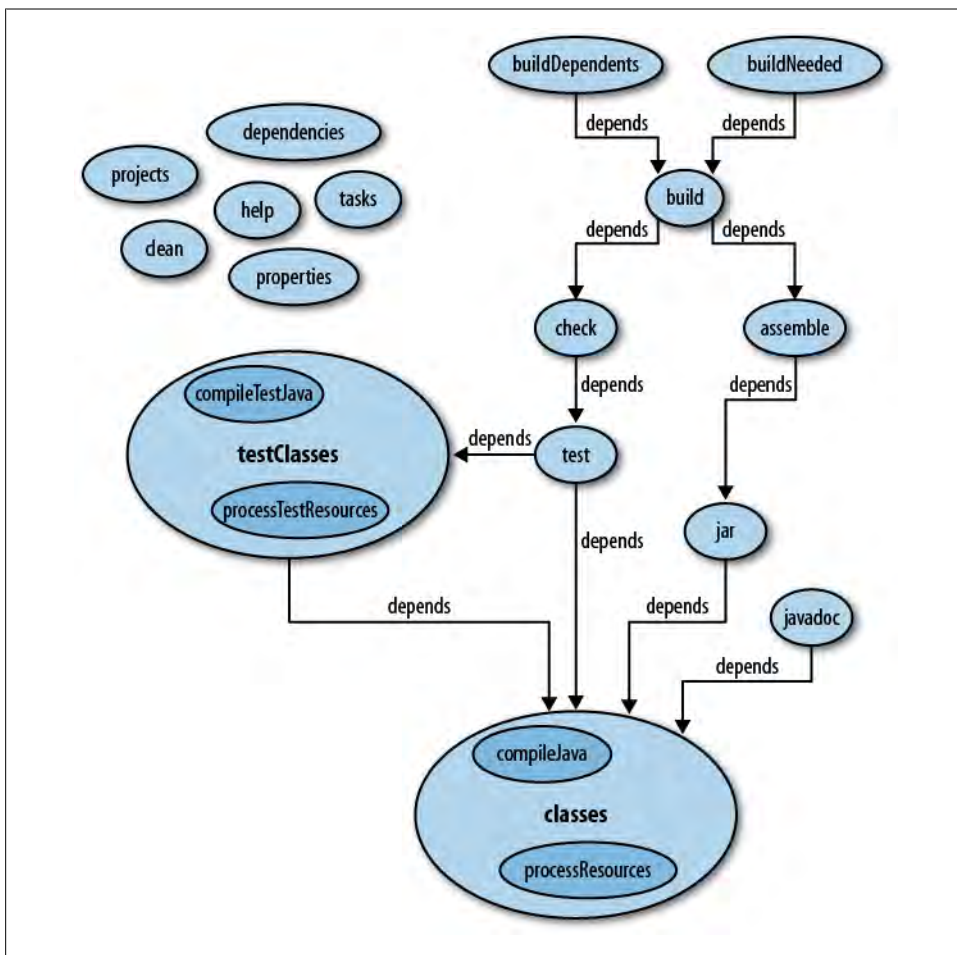 buildDependents
buildNeeded
depends
depends
dependencies
projects
tasks
help
build
clean
properties
depends
depends
check
assemble
compileTestJava
depends
depends
testClasses
depends
test
processTestResources
jar
depends
depends
depends
javadoc
depends
compileJava
classes
processResources